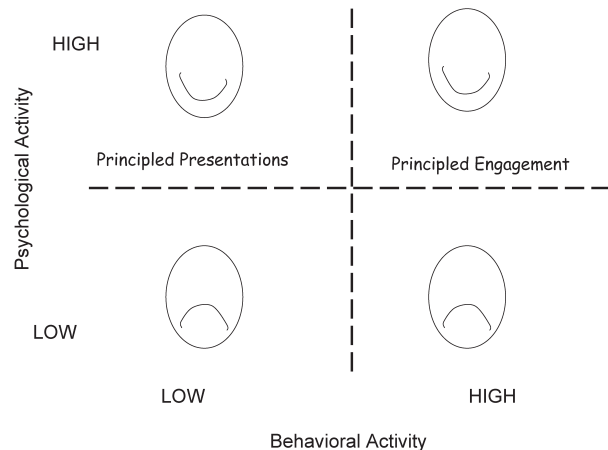 HIGH
Psychological Activity
Principled Presentations
Principled Engagement
LOW
LOW
HIGH
Behavioral Activity